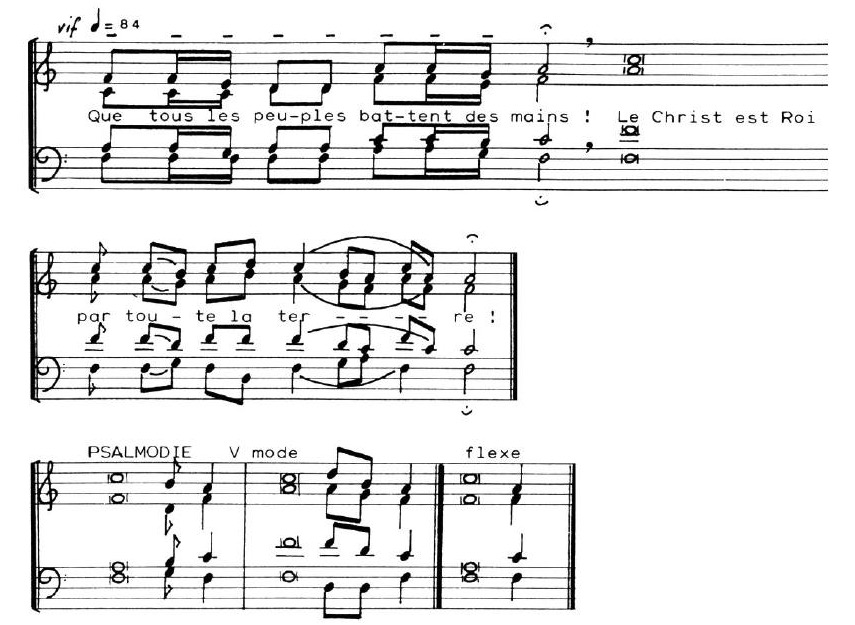 vif 𝅗𝅥 = 84
Que tous les peu-ples bat-tent des mains ! Le Christ est Roi
par tou - te la ter - - - - - re !
PSALMODIE V mode flexe